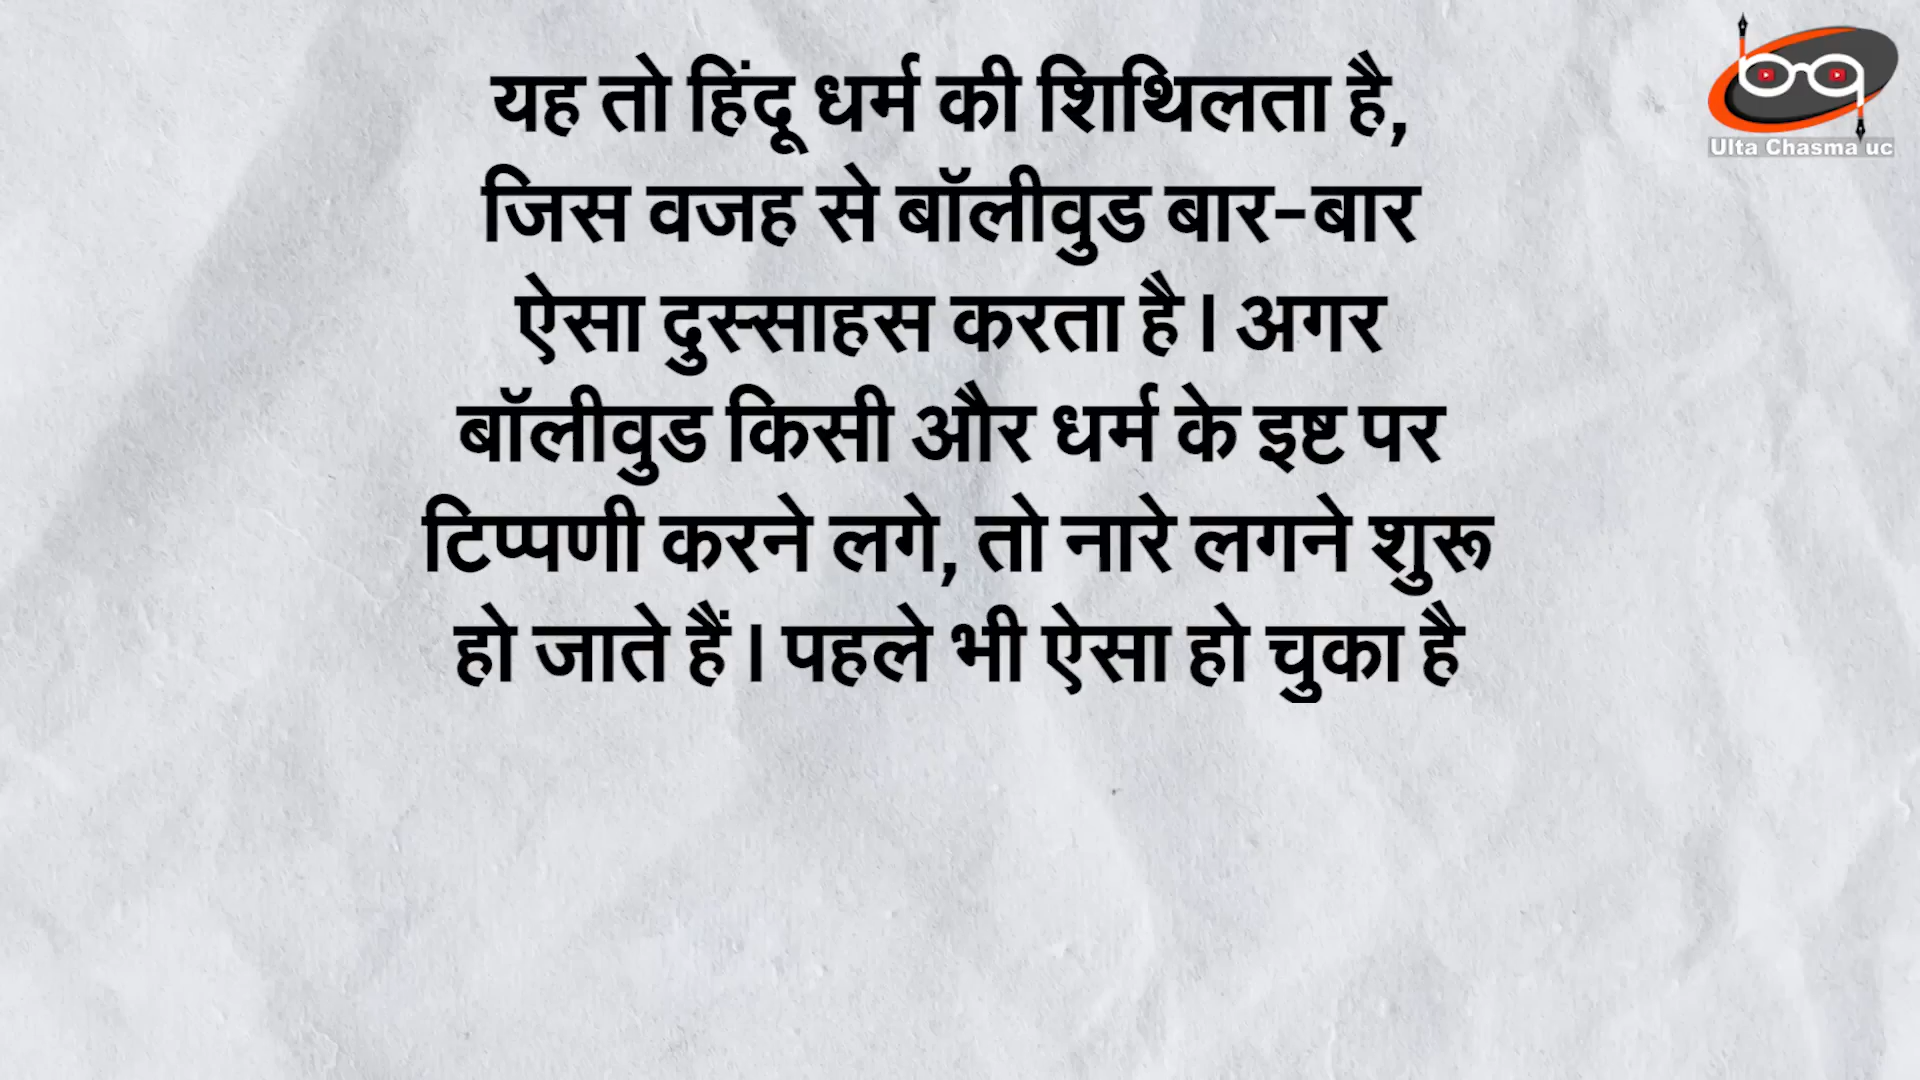 यह तो हिंदू धर्म की शिथिलता है,
जिस वजह से बॉलीवुड बार-बार
ऐसा दुस्साहस करता है। अगर
बॉलीवुड किसी और धर्म के इष्ट पर
टिप्पणी करने लगे, तो नारे लगने शुरू
हो जाते हैं। पहले भी ऐसा हो चुका है
Ulta Chasma uc